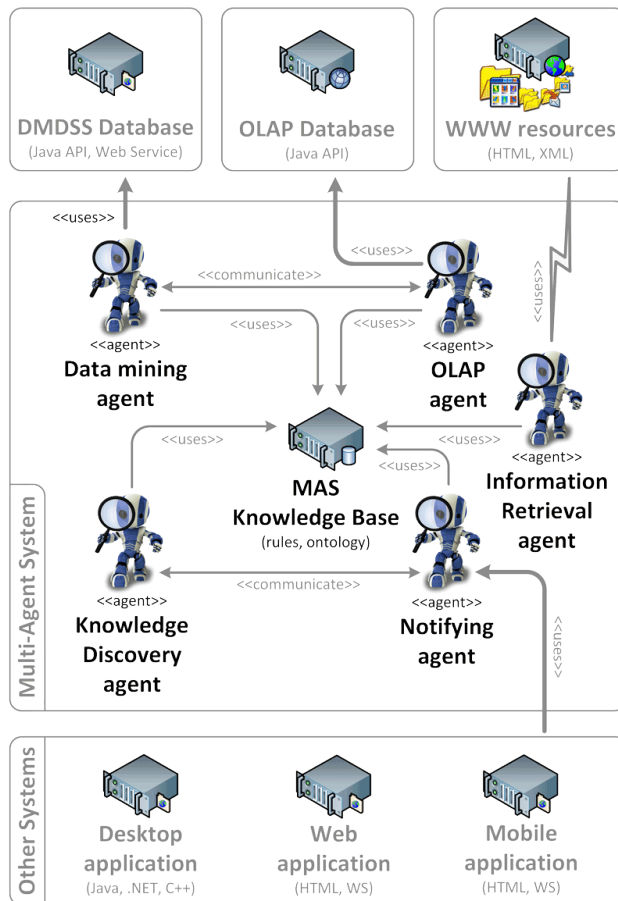 DMDSS Database
(Java API, Web Service)
OLAP Database
(Java API)
WWW resources
(HTML, XML)
<<uses>>
<<uses>>
<<uses>>
<<communicate>>
<<uses>>
<<uses>>
<<agent>>
Data mining
agent
<<agent>>
OLAP
agent
<<uses>>
<<uses>>
<<uses>>
<<agent>>
Information
Retrieval
agent
MAS
Knowledge Base
(rules, ontology)
<<communicate>>
<<agent>>
Knowledge
Discovery
agent
<<agent>>
Notifying
agent
<<uses>>
Multi-Agent System
Other Systems
Desktop
application
(Java, .NET, C++)
Web
application
(HTML, WS)
Mobile
application
(HTML, WS)